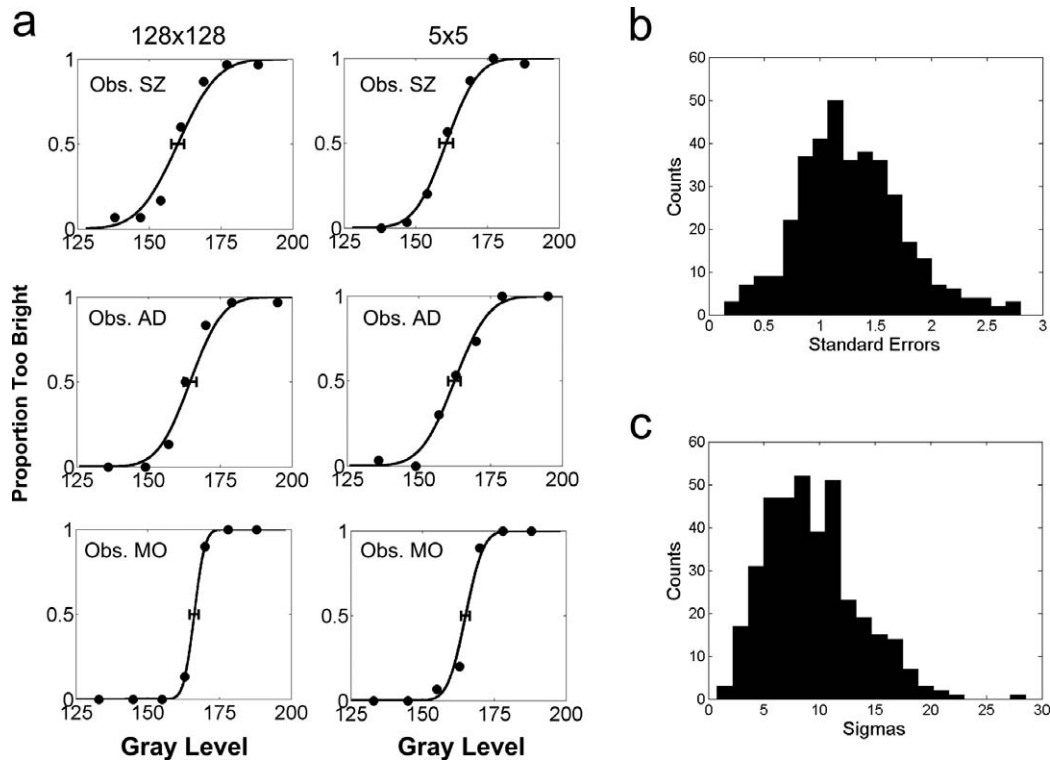 a
128x128
5x5
Proportion Too Bright
1
0.5
0
Obs. SZ
125 150 175 200
1
0.5
0
Obs. SZ
125 150 175 200
1
0.5
0
Obs. AD
125 150 175 200
1
0.5
0
Obs. AD
125 150 175 200
1
0.5
0
Obs. MO
125 150 175 200
Gray Level
1
0.5
0
Obs. MO
125 150 175 200
Gray Level
b
60
50
40
30
20
10
0
Counts
0 0.5 1 1.5 2 2.5 3
Standard Errors
c
60
50
40
30
20
10
0
Counts
0 5 10 15 20 25 30
Sigmas